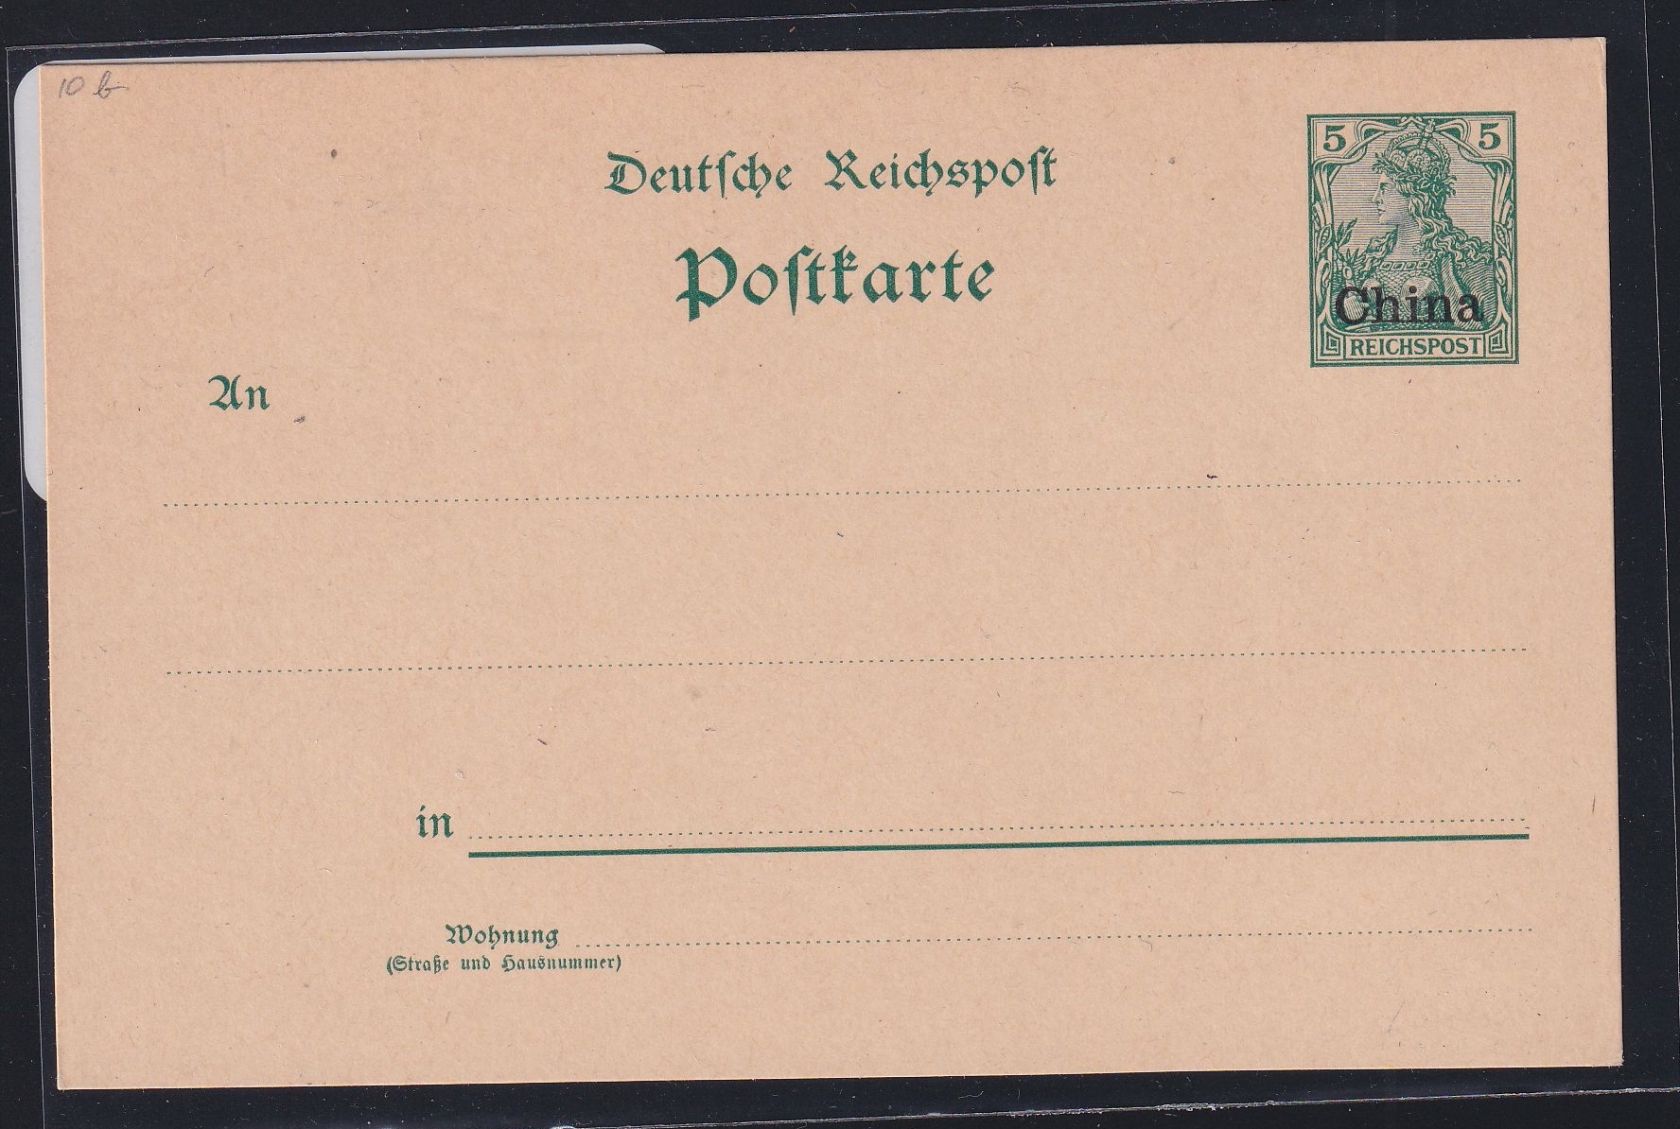 10 b
Deutsche Reichspost
Postkarte
5 5
China
REICHSPOST
An
in
Wohnung
(Straße und Hausnummer)